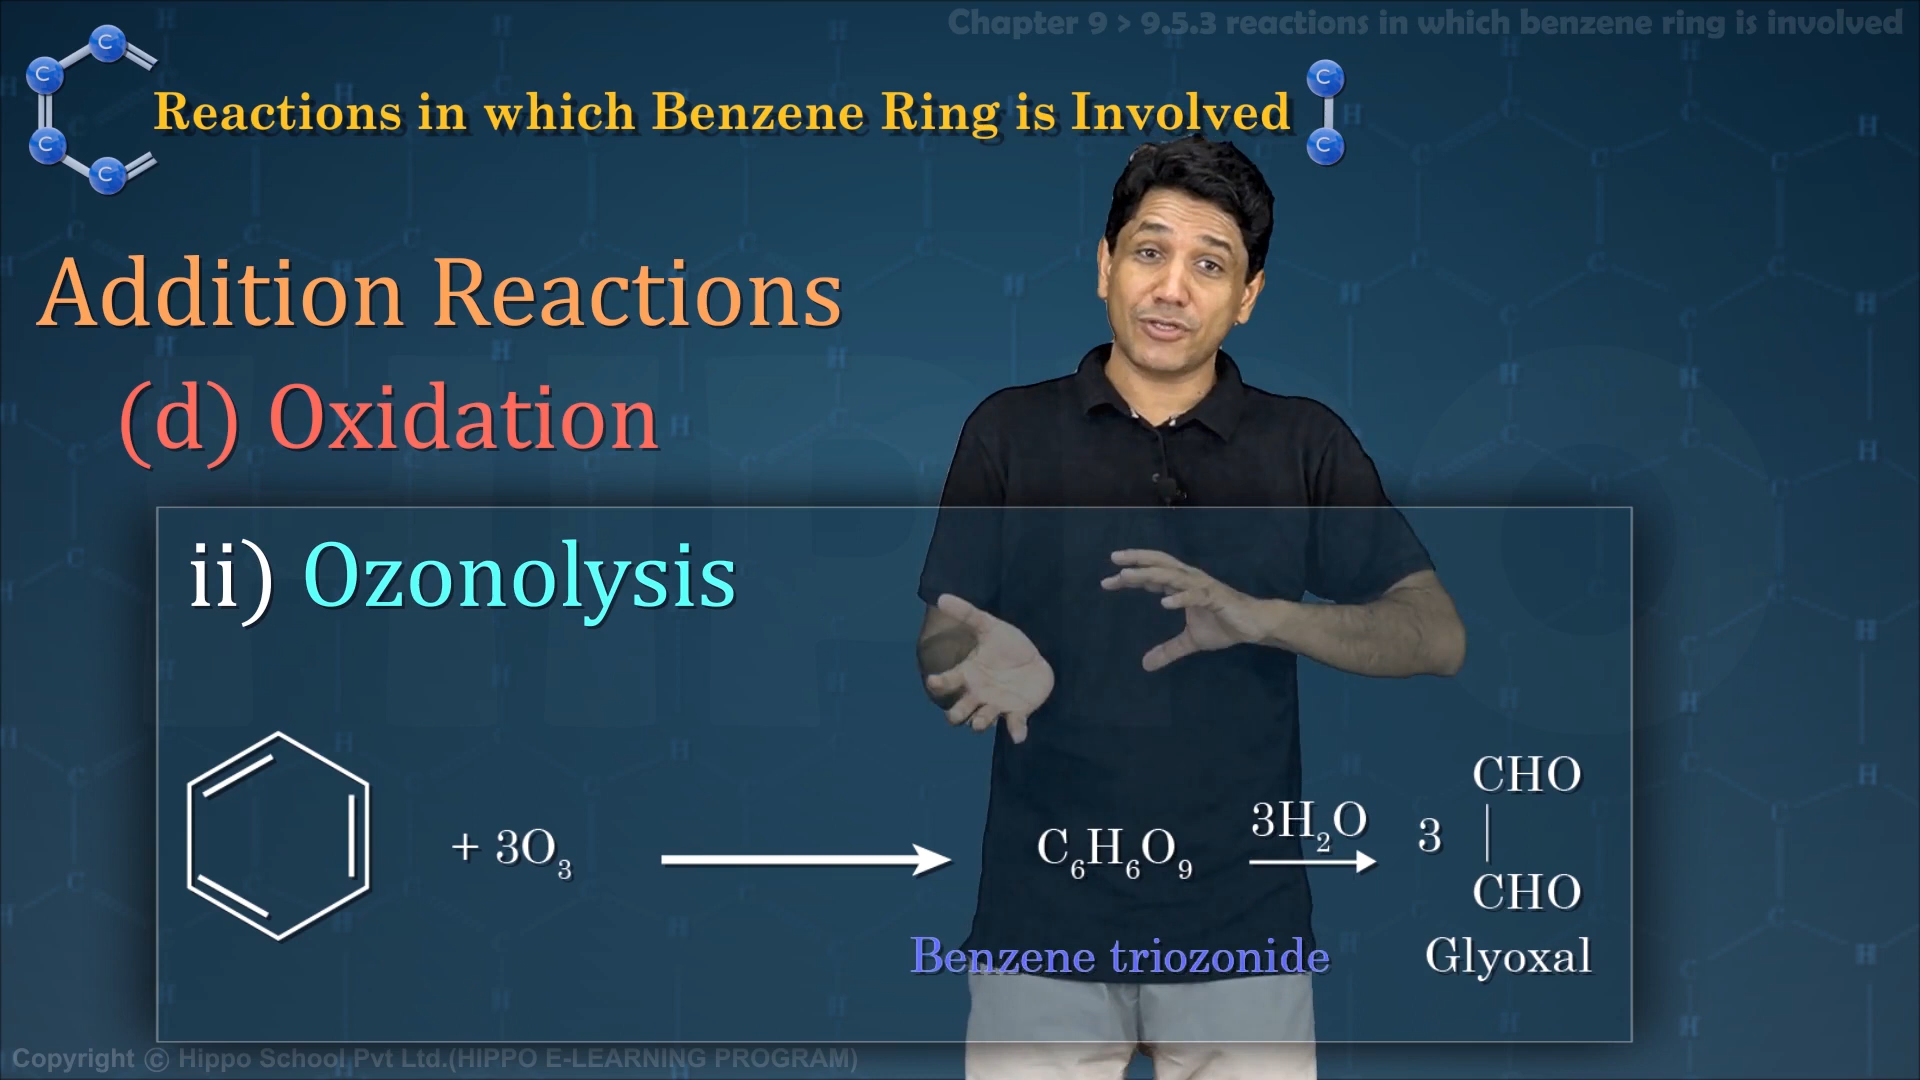 Chapter 9 > 9.5.3 reactions in which benzene ring is involved
Reactions in which Benzene Ring is Involved
C
C
C
C
C
C
Addition Reactions
(d) Oxidation
ii) Ozonolysis
+ 3O₃
C₆H₆O₉
3H₂O
3
CHO
CHO
Benzene triozonide
Glyoxal
Copyright © Hippo School Pvt Ltd.(HIPPO E-LEARNING PROGRAM)